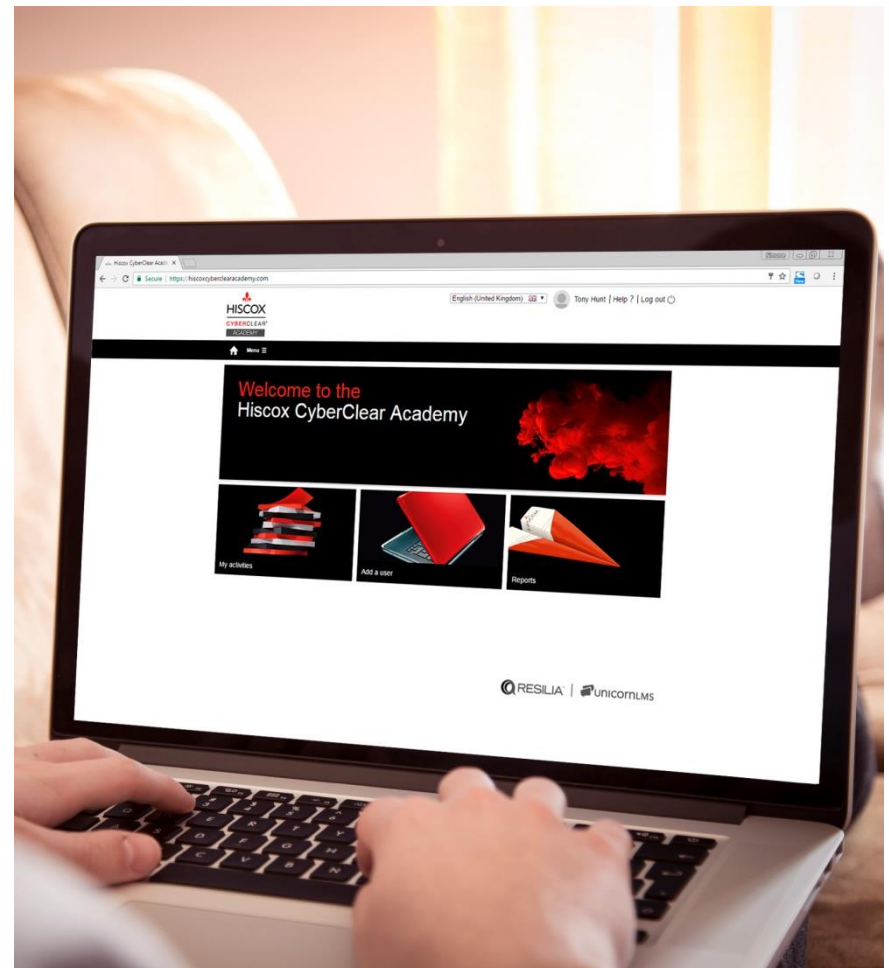 Hiscox CyberClear Acad
Secure | https://hiscoxcyberclearacademy.com
HISCOX
CYBERCLEAR
ACADEMY
English (United Kingdom)
Tony Hunt | Help ? | Log out
Menu
Welcome to the
Hiscox CyberClear Academy
My activities
Add a user
Reports
RESILIA | unicornLMS